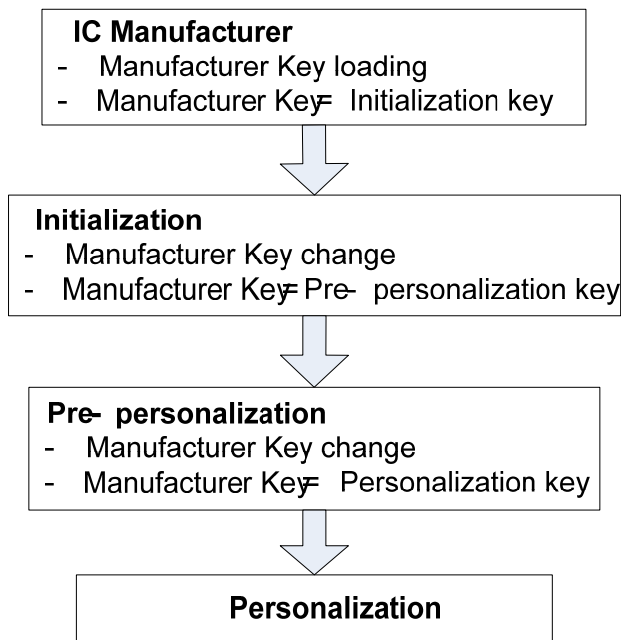 IC Manufacturer
- Manufacturer Key loading
- Manufacturer Key= Initialization key
Initialization
- Manufacturer Key change
- Manufacturer Key= Pre- personalization key
Pre- personalization
- Manufacturer Key change
- Manufacturer Key= Personalization key
Personalization